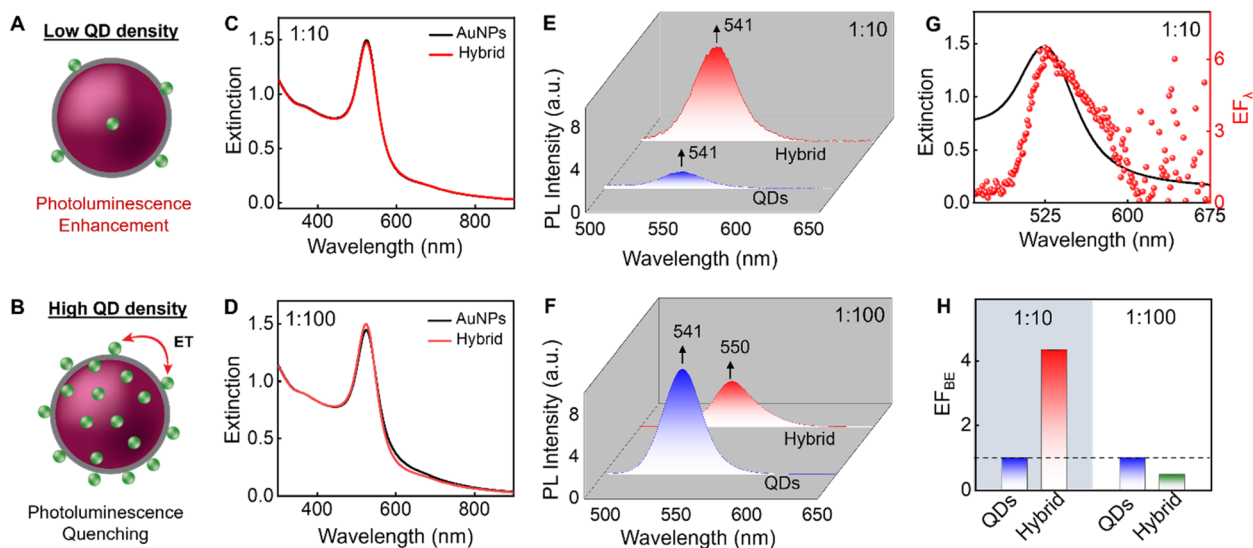 A
Low QD density
Photoluminescence
Enhancement
B
High QD density
ET
Photoluminescence
Quenching
C
1:10
AuNPs
Hybrid
1.5
1.0
0.5
0.0
Extinction
400
600
800
Wavelength (nm)
D
1:100
AuNPs
Hybrid
1.5
1.0
0.5
0.0
Extinction
400
600
800
Wavelength (nm)
E
541
1:10
Hybrid
541
QDs
8
4
0
PL Intensity (a.u.)
500
550
600
650
Wavelength (nm)
F
541
550
1:100
Hybrid
QDs
8
4
0
PL Intensity (a.u.)
500
550
600
650
Wavelength (nm)
G
1:10
1.5
1.0
0.5
0.0
Extinction
6
3
0
EFλ
525
600
675
Wavelength (nm)
H
1:10
1:100
4
2
0
EFBE
QDs
Hybrid
QDs
Hybrid